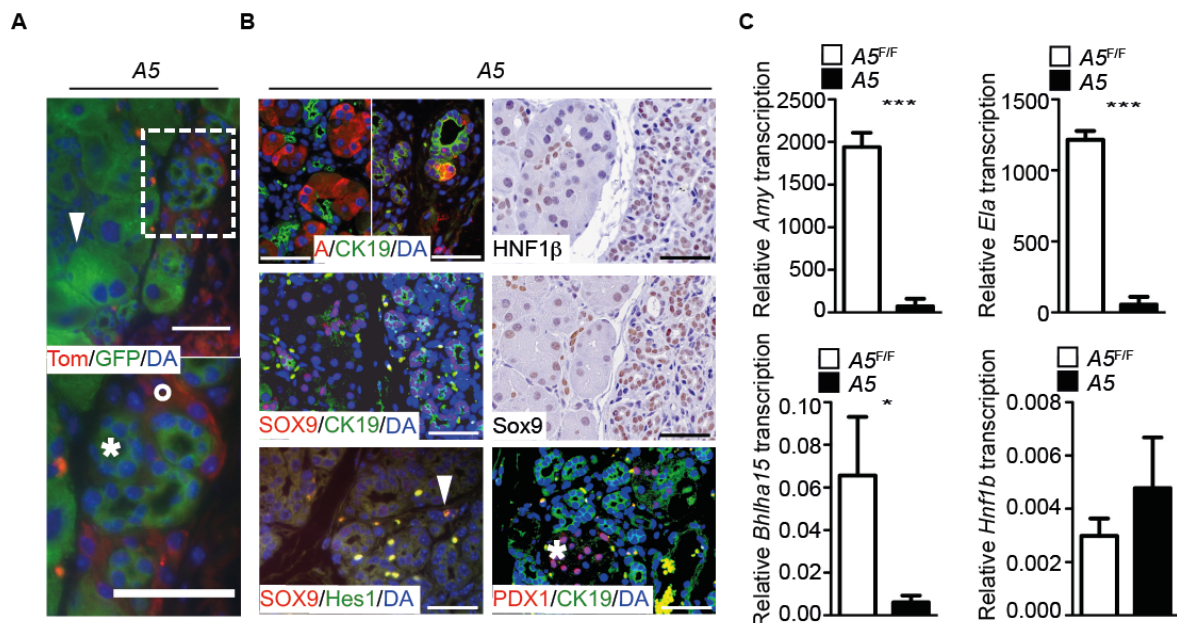 A
B
C
A5
A5
Tom/GFP/DA
A/CK19/DA
HNF1β
SOX9/CK19/DA
Sox9
SOX9/Hes1/DA
PDX1/CK19/DA
*
*
A5F/F
A5
Relative Amy transcription
2500
2000
1500
1000
500
0
***
A5F/F
A5
Relative Ela transcription
1500
1000
500
0
***
A5F/F
A5
Relative Bhlha15 transcription
0.10
0.08
0.06
0.04
0.02
0.00
*
A5F/F
A5
Relative Hnf1b transcription
0.008
0.006
0.004
0.002
0.000